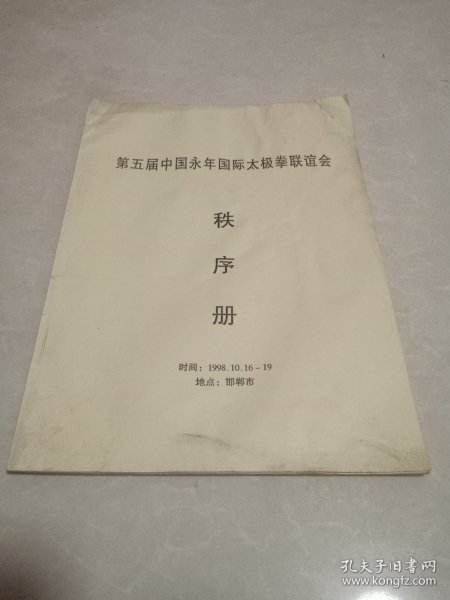 第五届中国永年国际太极拳联谊会
秩
序
册
时间：1998.10.16-19
地点：邯郸市
孔夫子旧书网
www.kongfz.com